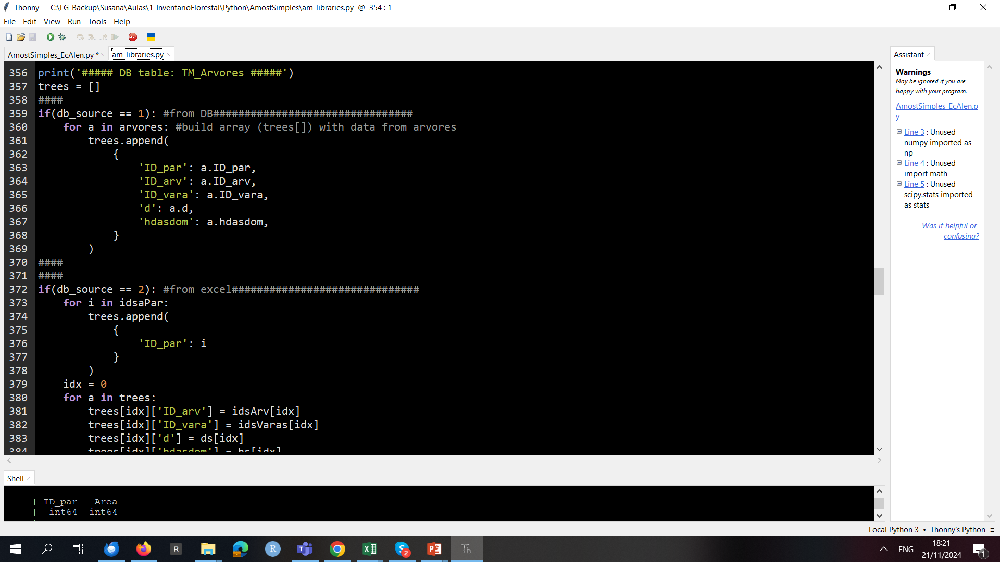 Thonny - C:\LG_Backup\Susana\Aulas\1_InventarioFlorestal\Python\AmostSimples\am_libraries.py @ 354 : 1
File Edit View Run Tools Help
STOP
AmostSimples_EcAlen.py * ×
am_libraries.py ×
356 print('##### DB table: TM_Arvores #####')
357 trees = []
358 ####
359 if(db_source == 1): #from DB################################
360     for a in arvores: #build array (trees[]) with data from arvores
361         trees.append(
362             {
363                 'ID_par': a.ID_par,
364                 'ID_arv': a.ID_arv,
365                 'ID_vara': a.ID_vara,
366                 'd': a.d,
367                 'hdasdom': a.hdasdom,
368             }
369         )
370 ####
371 ####
372 if(db_source == 2): #from excel##############################
373     for i in idsaPar:
374         trees.append(
375             {
376                 'ID_par': i
377             }
378         )
379     idx = 0
380     for a in trees:
381         trees[idx]['ID_arv'] = idsArv[idx]
382         trees[idx]['ID_vara'] = idsVaras[idx]
383         trees[idx]['d'] = ds[idx]
384         trees[idx]['hdasdom'] = hs[idx]
Shell ×
| ID_par Area
| int64 int64
Assistant ×
Warnings
May be ignored if you are
happy with your program.
AmostSimples_EcAlen.p
y
Line 3 : Unused
numpy imported as
np
Line 4 : Unused
import math
Line 5 : Unused
scipy.stats imported
as stats
Was it helpful or
confusing?
Local Python 3 • Thonny's Python ≡
R
R
T
X
S 2
P
Th
ENG
18:21
21/11/2024
1